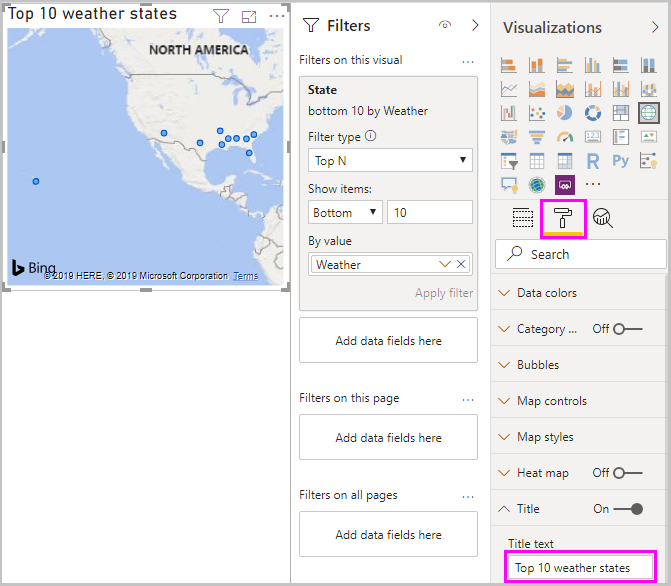 Top 10 weather states
NORTH AMERICA
Bing
© 2019 HERE, © 2019 Microsoft Corporation Terms
Filters
Filters on this visual
State
bottom 10 by Weather
Filter type
Top N
Show items:
Bottom 10
By value
Weather
Apply filter
Add data fields here
Filters on this page
Add data fields here
Filters on all pages
Add data fields here
Visualizations
123
R Py
Search
Data colors
Category ... Off
Bubbles
Map controls
Map styles
Heat map Off
Title On
Title text
Top 10 weather states